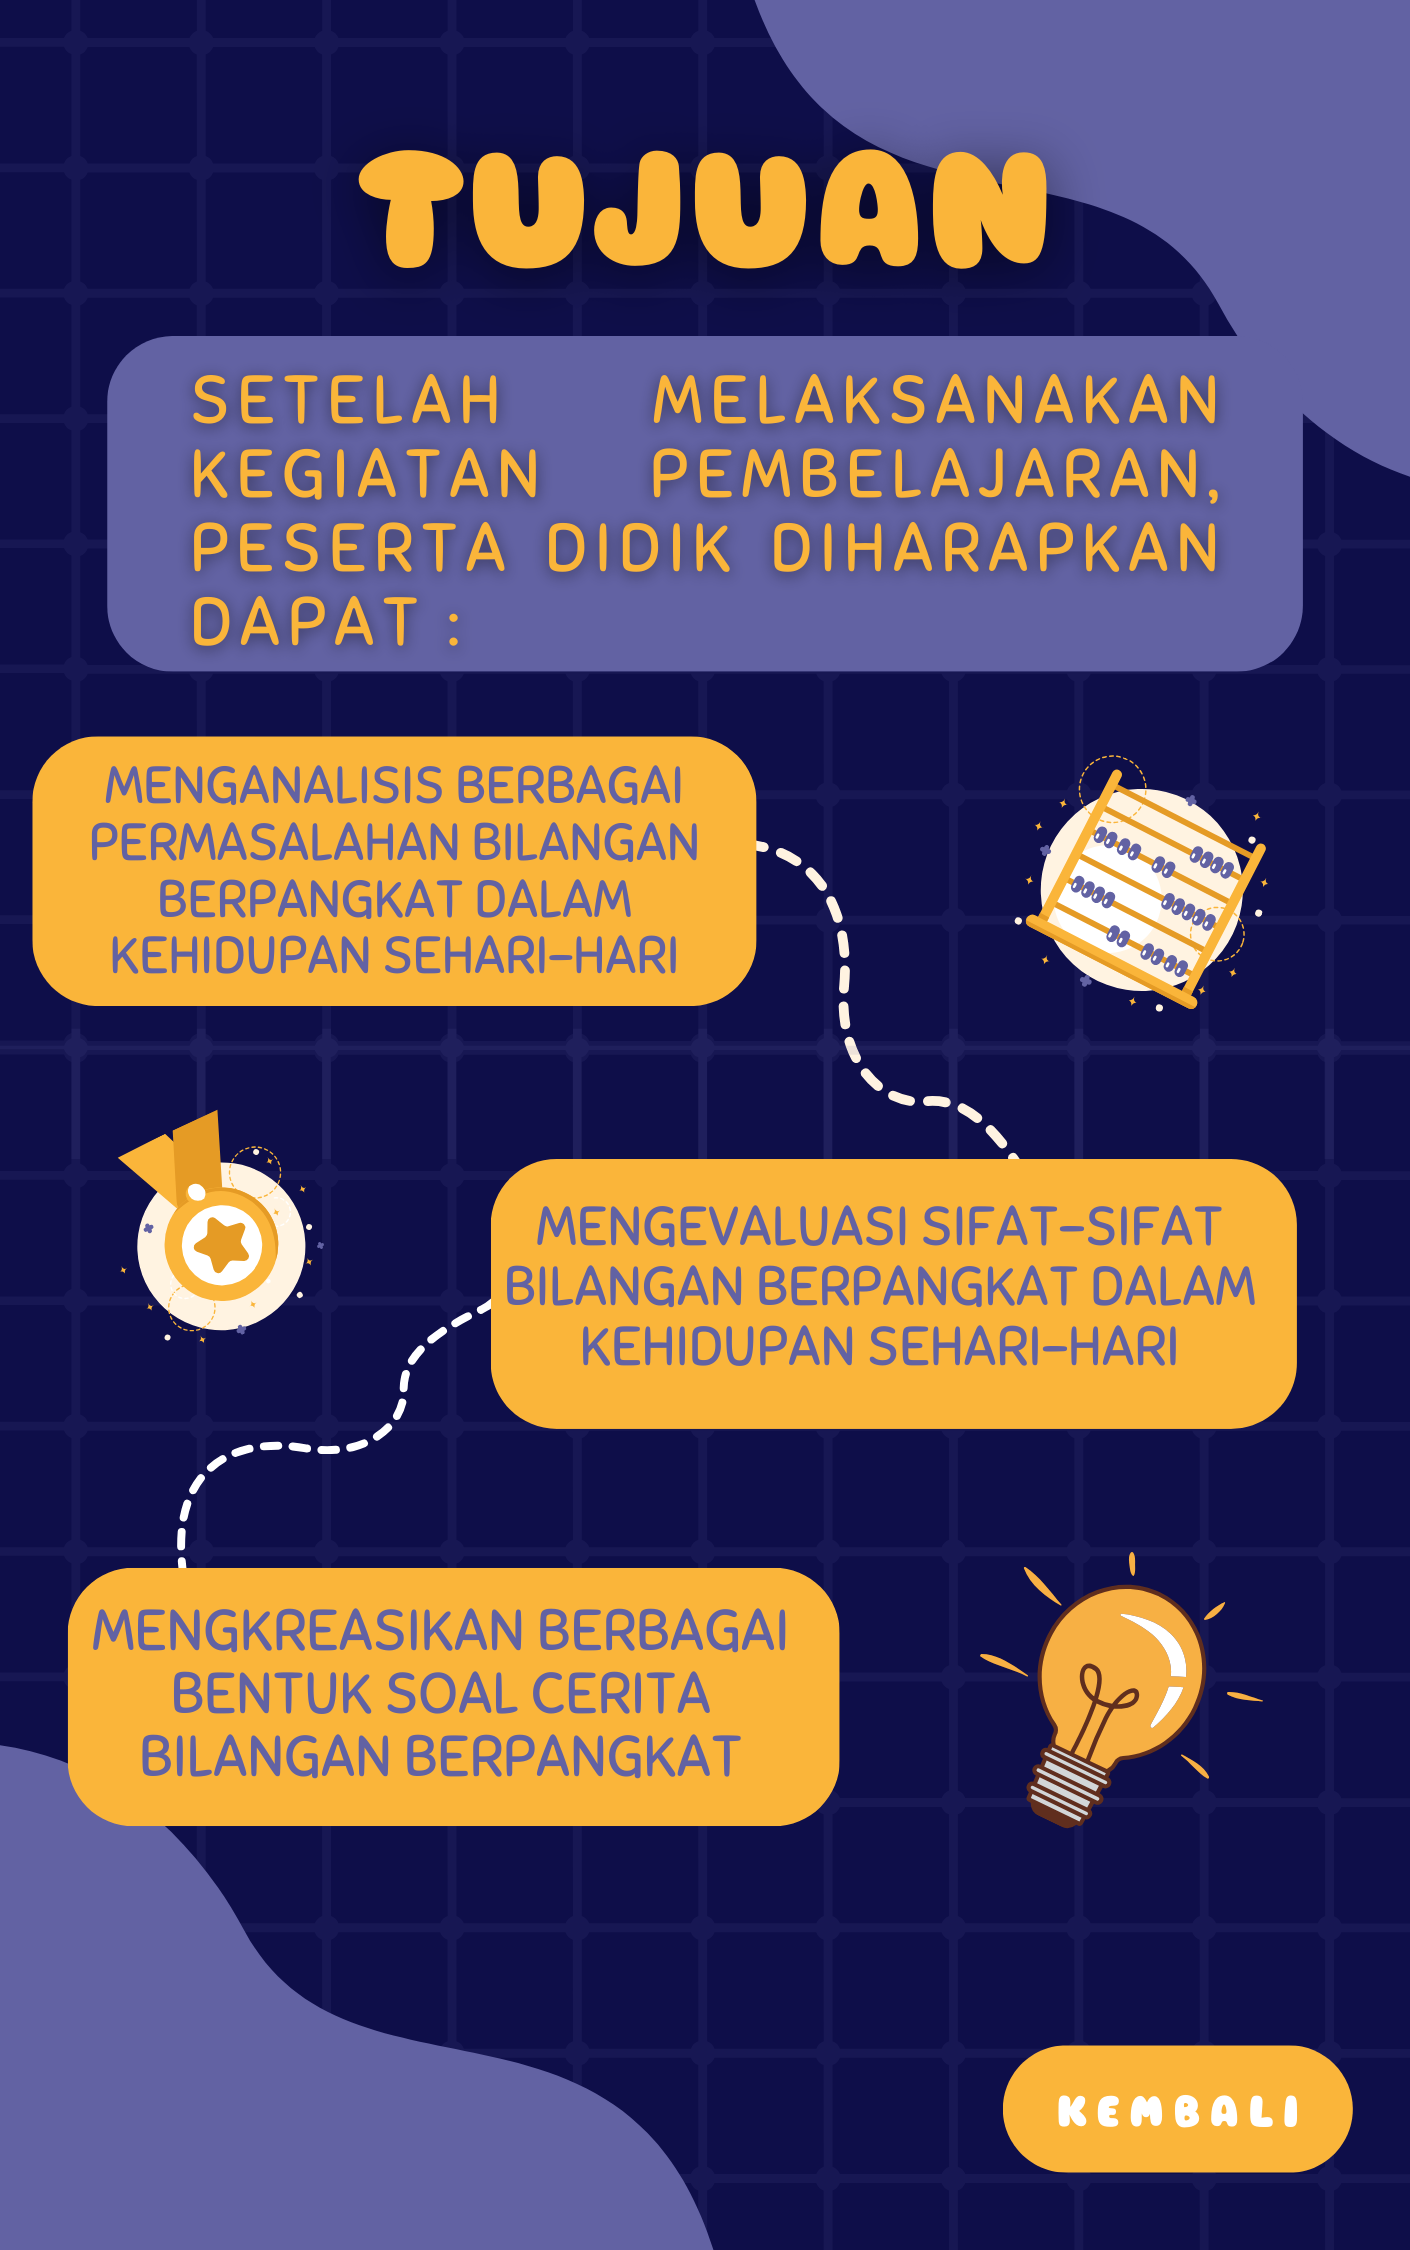 TUJUAN
SETELAH MELAKSANAKAN
KEGIATAN PEMBELAJARAN,
PESERTA DIDIK DIHARAPKAN
DAPAT :
MENGANALISIS BERBAGAI
PERMASALAHAN BILANGAN
BERPANGKAT DALAM
KEHIDUPAN SEHARI-HARI
MENGEVALUASI SIFAT-SIFAT
BILANGAN BERPANGKAT DALAM
KEHIDUPAN SEHARI-HARI
MENGKREASIKAN BERBAGAI
BENTUK SOAL CERITA
BILANGAN BERPANGKAT
KEMBALI